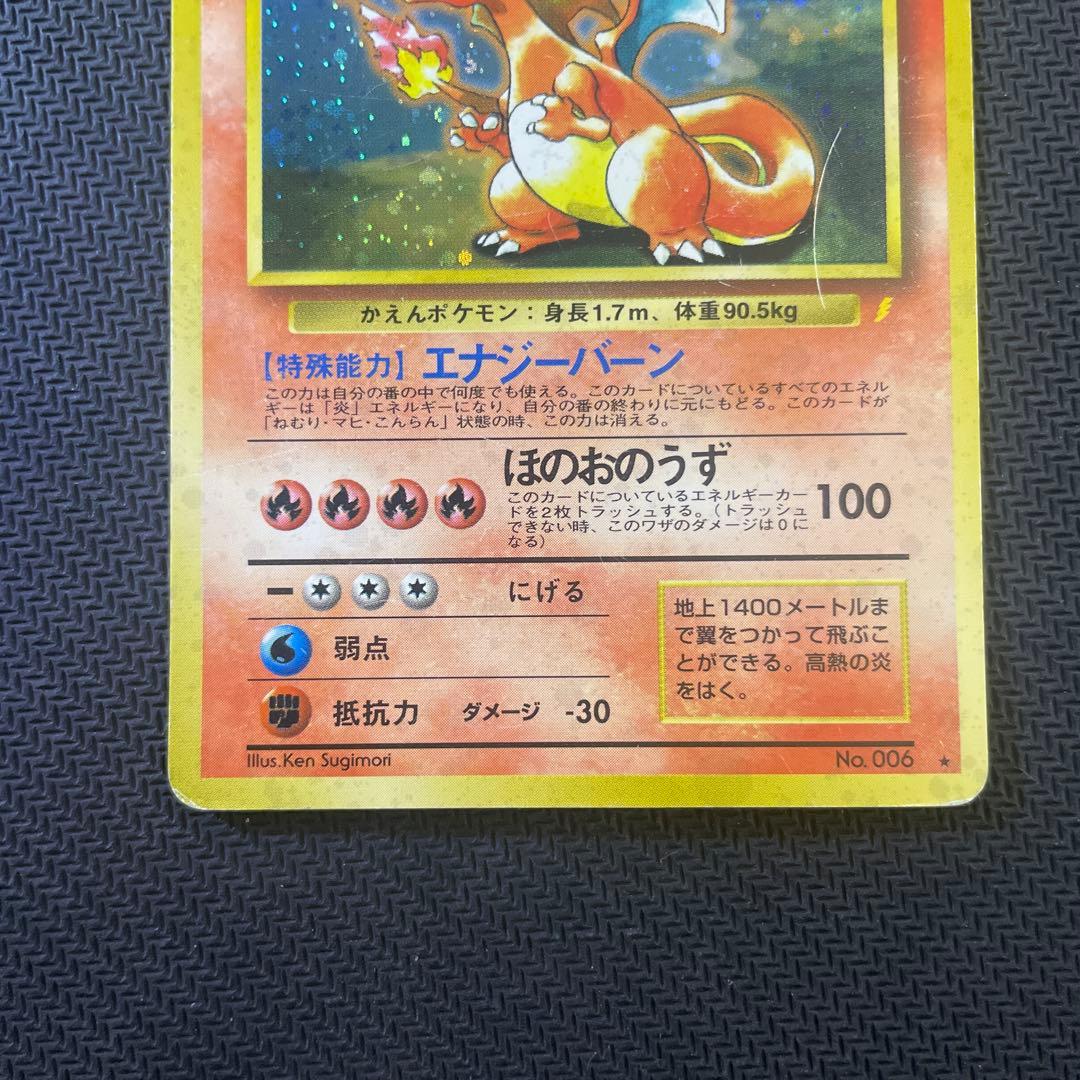 かえんポケモン：身長1.7m、体重90.5kg
【特殊能力】エナジーバーン
この力は自分の番の中で何度でも使える。このカードについているすべてのエネル
ギーは「炎」エネルギーになり、自分の番の終わりに元にもどる。このカードが
「ねむり・マヒ・こんらん」状態の時、この力は消える。
ほのおのうず
このカードについているエネルギーカー
ドを2枚トラッシュする。（トラッシュ
できない時、このワザのダメージは０に
なる）
100
にげる
弱点
抵抗力 ダメージ -30
地上1400メートルま
で翼をつかって飛ぶこ
とができる。高熱の炎
をはく。
Illus.Ken Sugimori
No. 006 ★